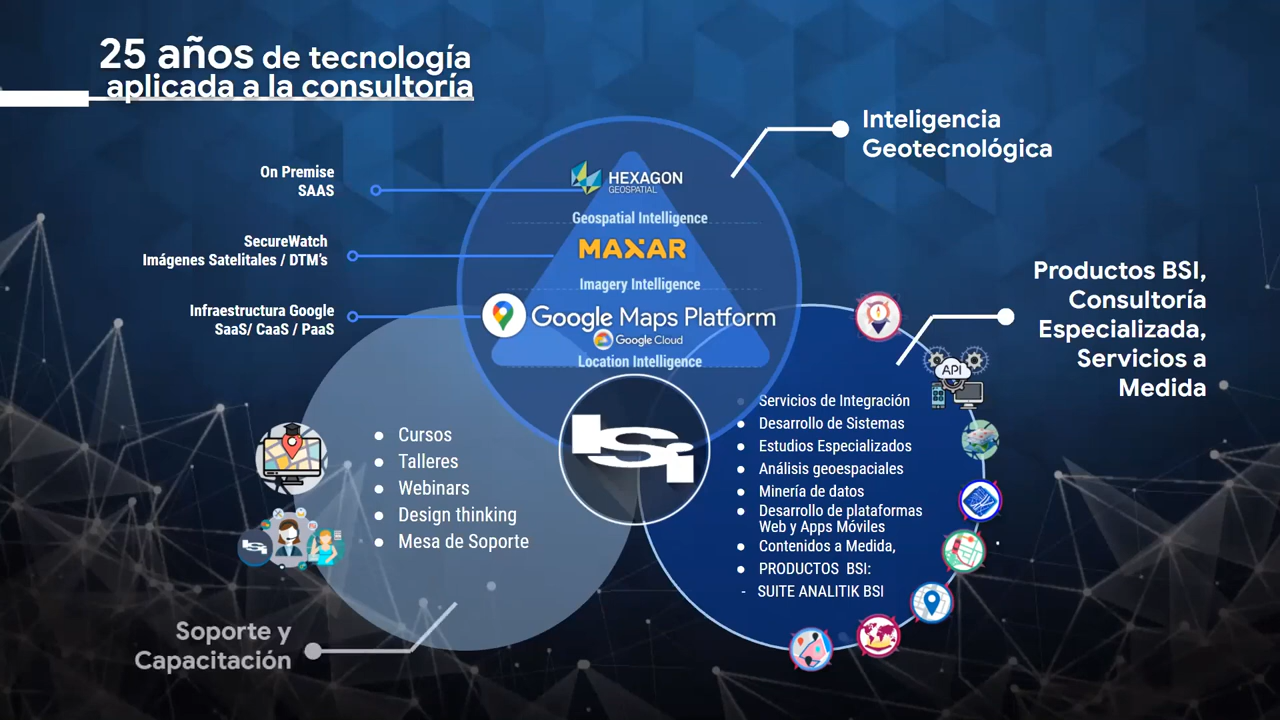 25 años de tecnología
aplicada a la consultoría
Inteligencia
Geotecnológica
On Premise
SAAS
HEXAGON
GEOSPATIAL
Geospatial Intelligence
SecureWatch
Imágenes Satelitales / DTM's
MAXAR
Imagery Intelligence
Infraestructura Google
SaaS/ CaaS / PaaS
Google Maps Platform
Google Cloud
Location Intelligence
Productos BSI,
Consultoría
Especializada,
Servicios a
Medida
API
● Cursos
● Talleres
● Webinars
● Design thinking
● Mesa de Soporte
● Servicios de Integración
● Desarrollo de Sistemas
● Estudios Especializados
● Análisis geoespaciales
● Minería de datos
● Desarrollo de plataformas
Web y Apps Móviles
● Contenidos a Medida,
● PRODUCTOS BSI:
- SUITE ANALITIK BSI
Soporte y
Capacitación